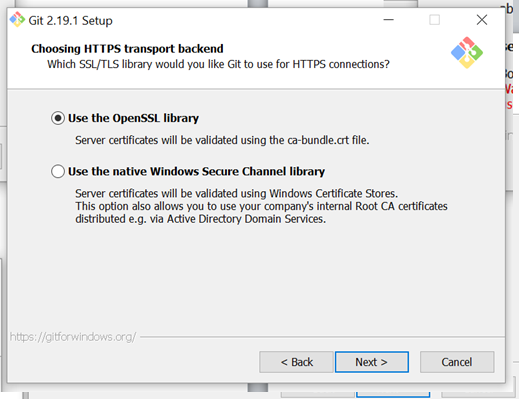 Git 2.19.1 Setup
Choosing HTTPS transport backend
Which SSL/TLS library would you like Git to use for HTTPS connections?
Use the OpenSSL library
Server certificates will be validated using the ca-bundle.crt file.
Use the native Windows Secure Channel library
Server certificates will be validated using Windows Certificate Stores.
This option also allows you to use your company's internal Root CA certificates
distributed e.g. via Active Directory Domain Services.
https://gitforwindows.org/
< Back
Next >
Cancel